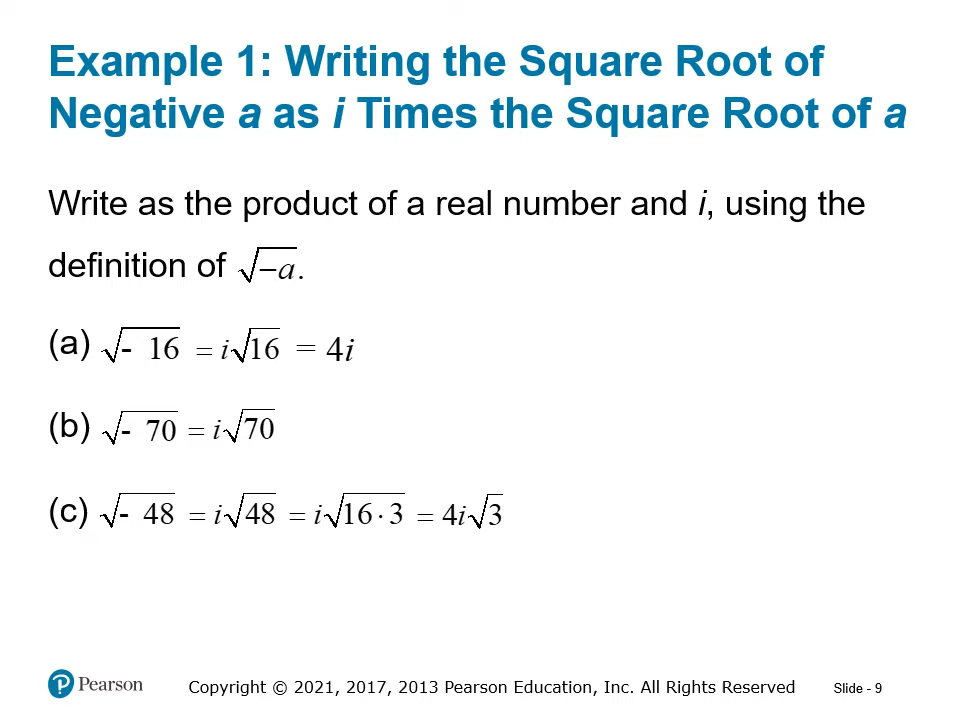 Example 1: Writing the Square Root of
Negative a as i Times the Square Root of a
Write as the product of a real number and i, using the
definition of √−a.
(a) √- 16 = i√16 = 4i
(b) √- 70 = i√70
(c) √- 48 = i√48 = i√16·3 = 4i√3
P Pearson
Copyright © 2021, 2017, 2013 Pearson Education, Inc. All Rights Reserved
Slide - 9